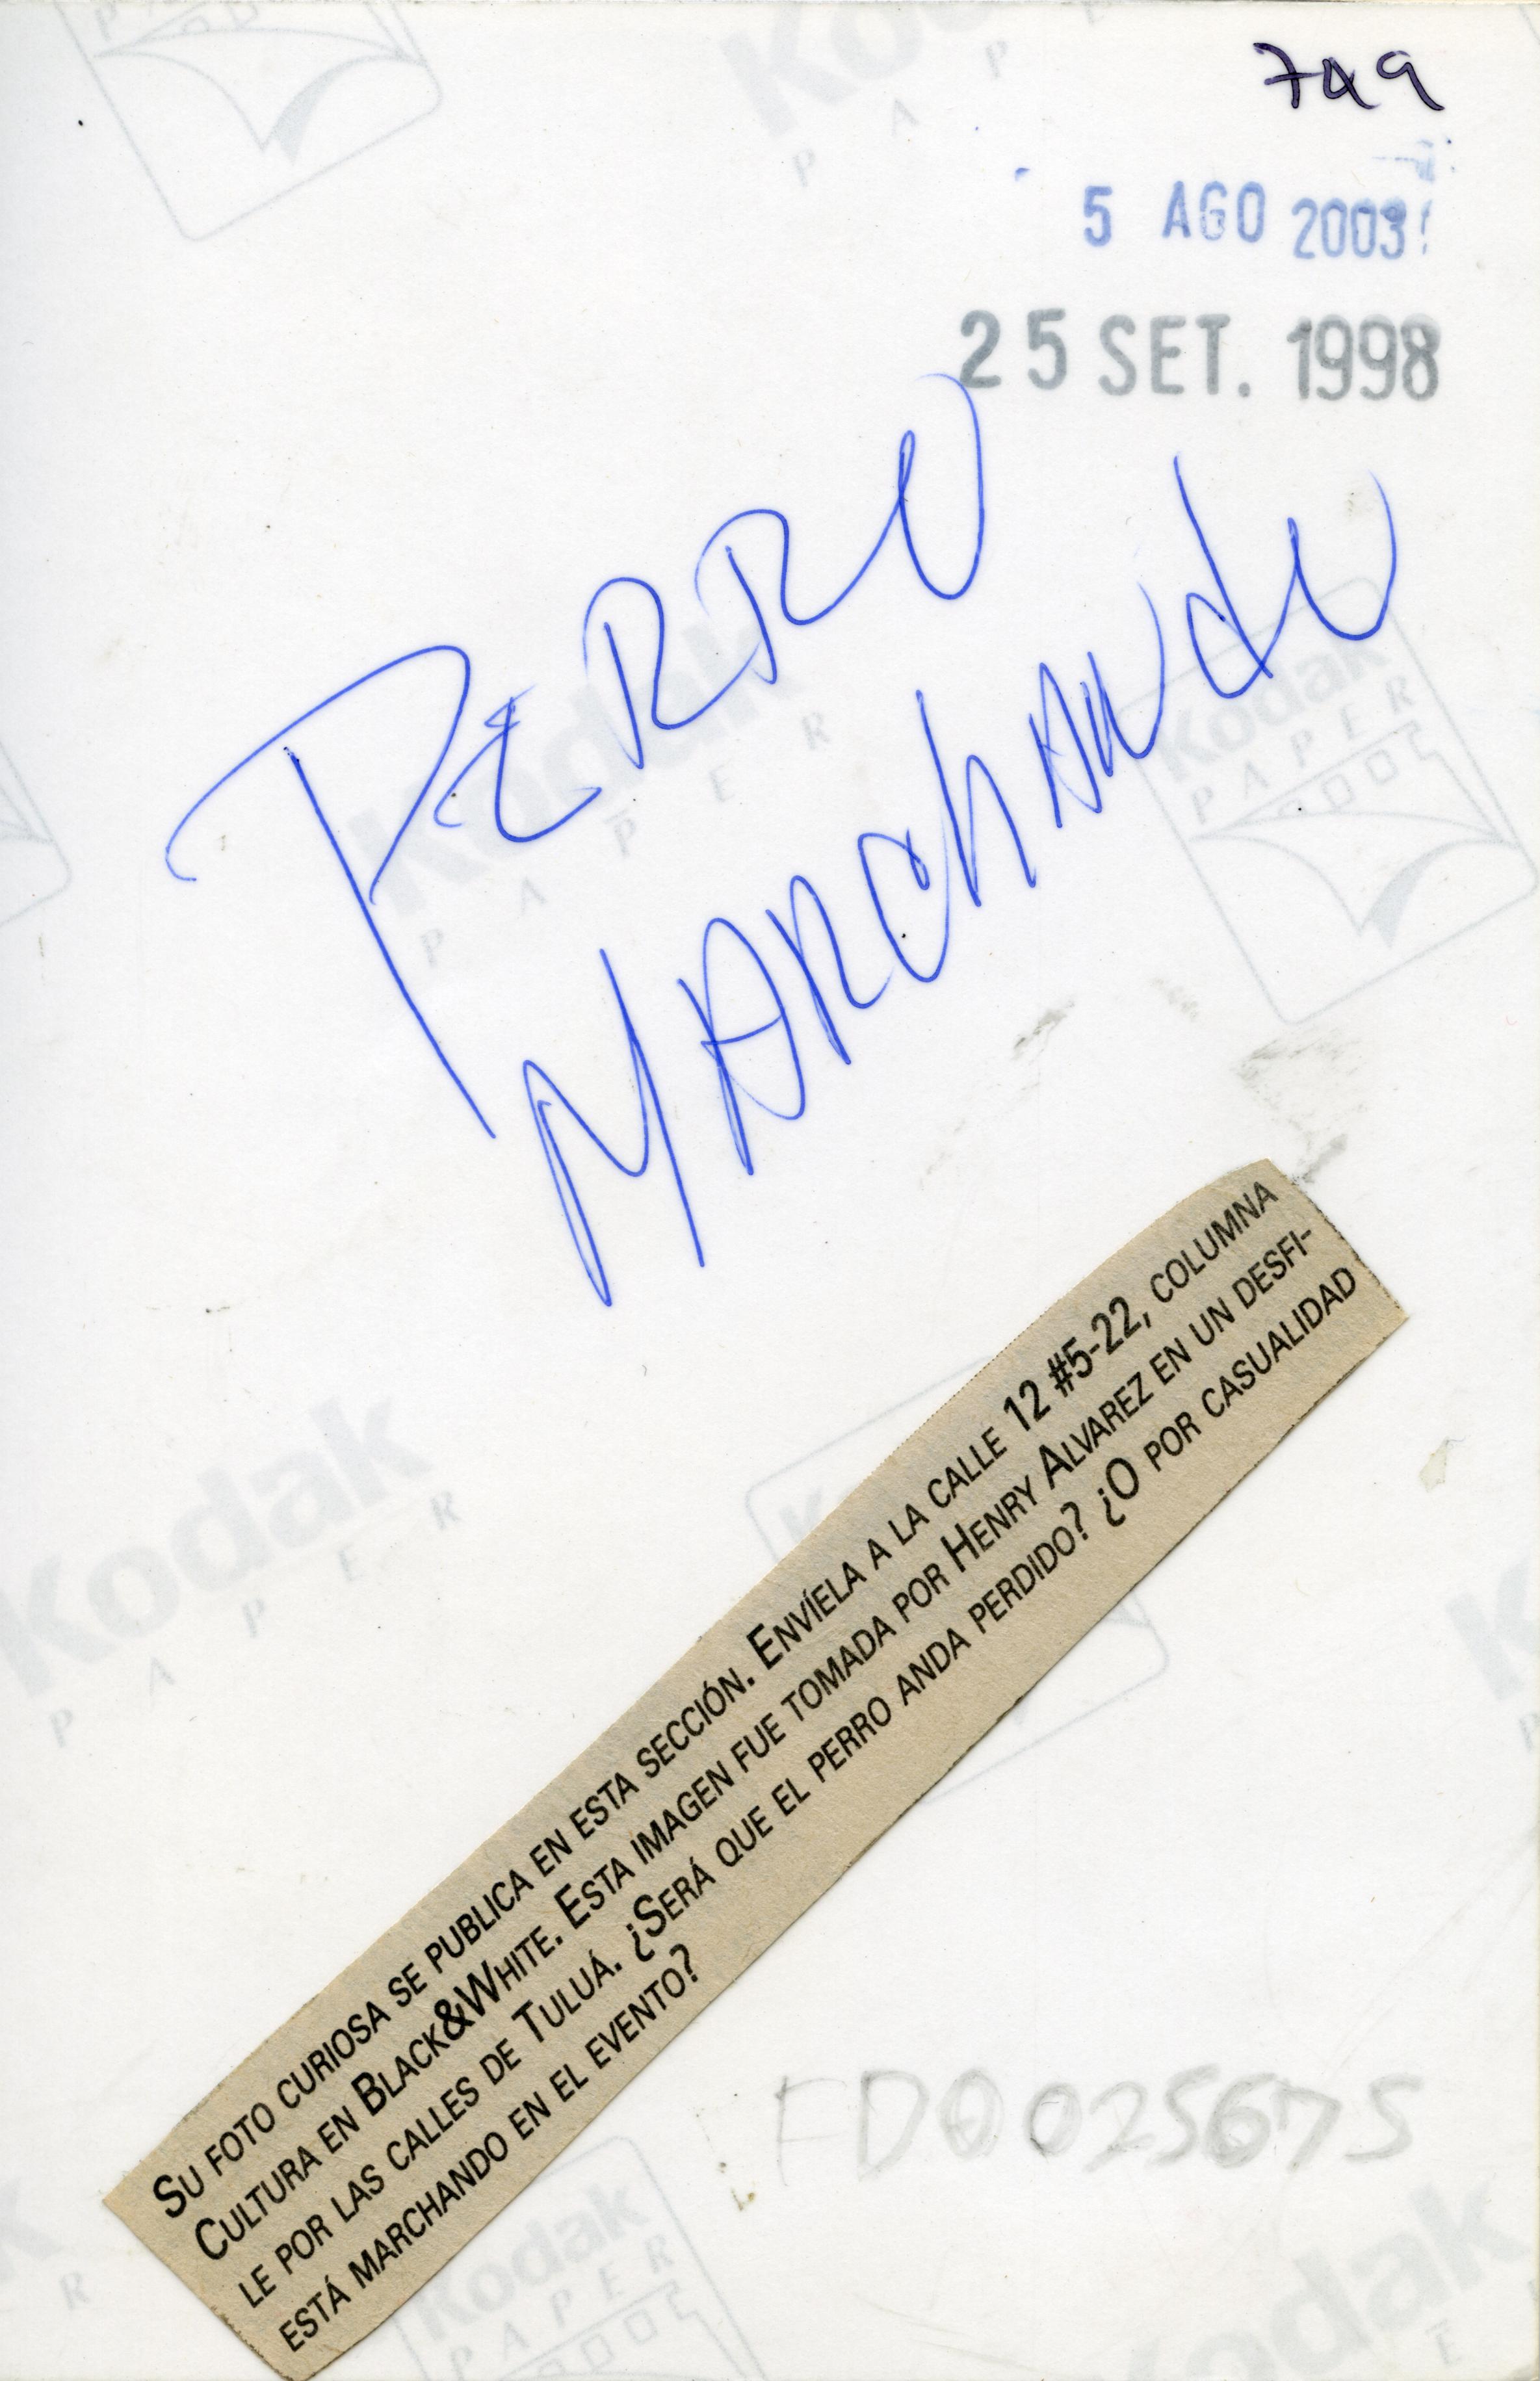 749
5 AGO 2003
25 SET. 1998
PERRO
MARCHANDO
SU FOTO CURIOSA SE PUBLICA EN ESTA SECCIÓN. ENVÍELA A LA CALLE 12 #5-22, COLUMNA
CULTURA EN BLACK&WHITE. ESTA IMAGEN FUE TOMADA POR HENRY ALVAREZ EN UN DESFI-
LE POR LAS CALLES DE TULUÁ. ¿SERÁ QUE EL PERRO ANDA PERDIDO? ¿O POR CASUALIDAD
ESTÁ MARCHANDO EN EL EVENTO?
FD0025675
Kodak
PAPER